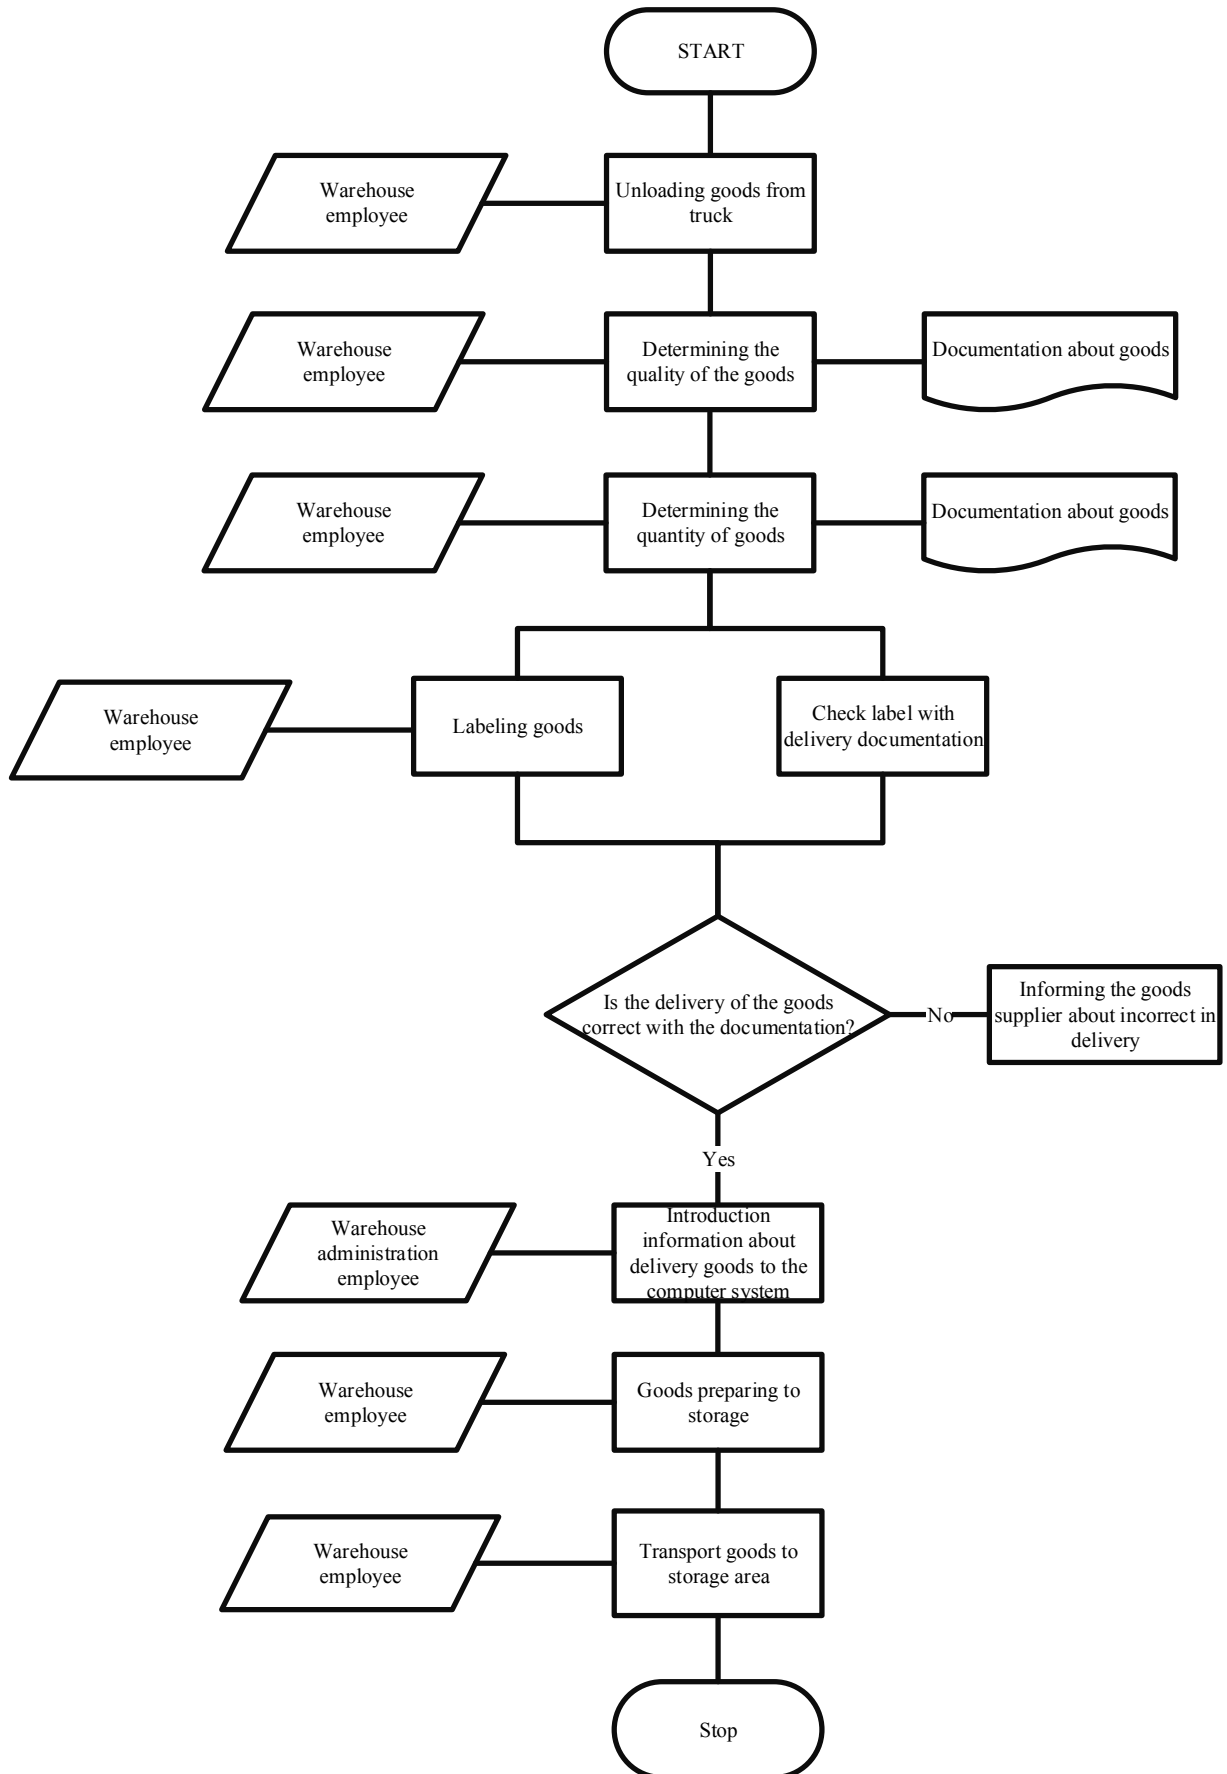 START
Warehouse
employee
Unloading goods from
truck
Warehouse
employee
Determining the
quality of the goods
Documentation about goods
Warehouse
employee
Determining the
quantity of goods
Documentation about goods
Warehouse
employee
Labeling goods
Check label with
delivery documentation
Is the delivery of the goods
correct with the documentation?
No
Informing the goods
supplier about incorrect in
delivery
Yes
Warehouse
administration
employee
Introduction
information about
delivery goods to the
computer system
Warehouse
employee
Goods preparing to
storage
Warehouse
employee
Transport goods to
storage area
Stop